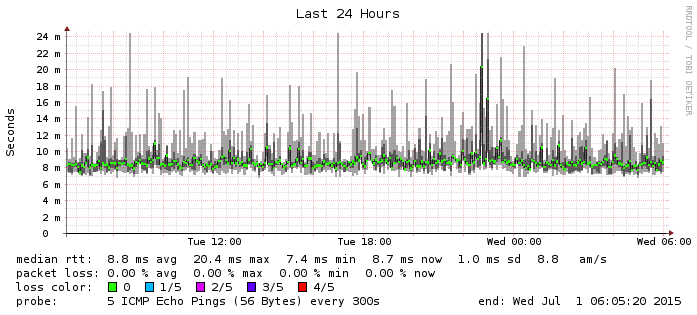 Last 24 Hours
RRDTOOL / TOBI OETIKER
Seconds
24 m
22 m
20 m
18 m
16 m
14 m
12 m
10 m
8 m
6 m
4 m
2 m
0
Tue 12:00 Tue 18:00 Wed 00:00 Wed 06:00
median rtt: 8.8 ms avg 20.4 ms max 7.4 ms min 8.7 ms now 1.0 ms sd 8.8 am/s
packet loss: 0.00 % avg 0.00 % max 0.00 % min 0.00 % now
loss color: 0 1/5 2/5 3/5 4/5
probe: 5 ICMP Echo Pings (56 Bytes) every 300s end: Wed Jul 1 06:05:20 2015